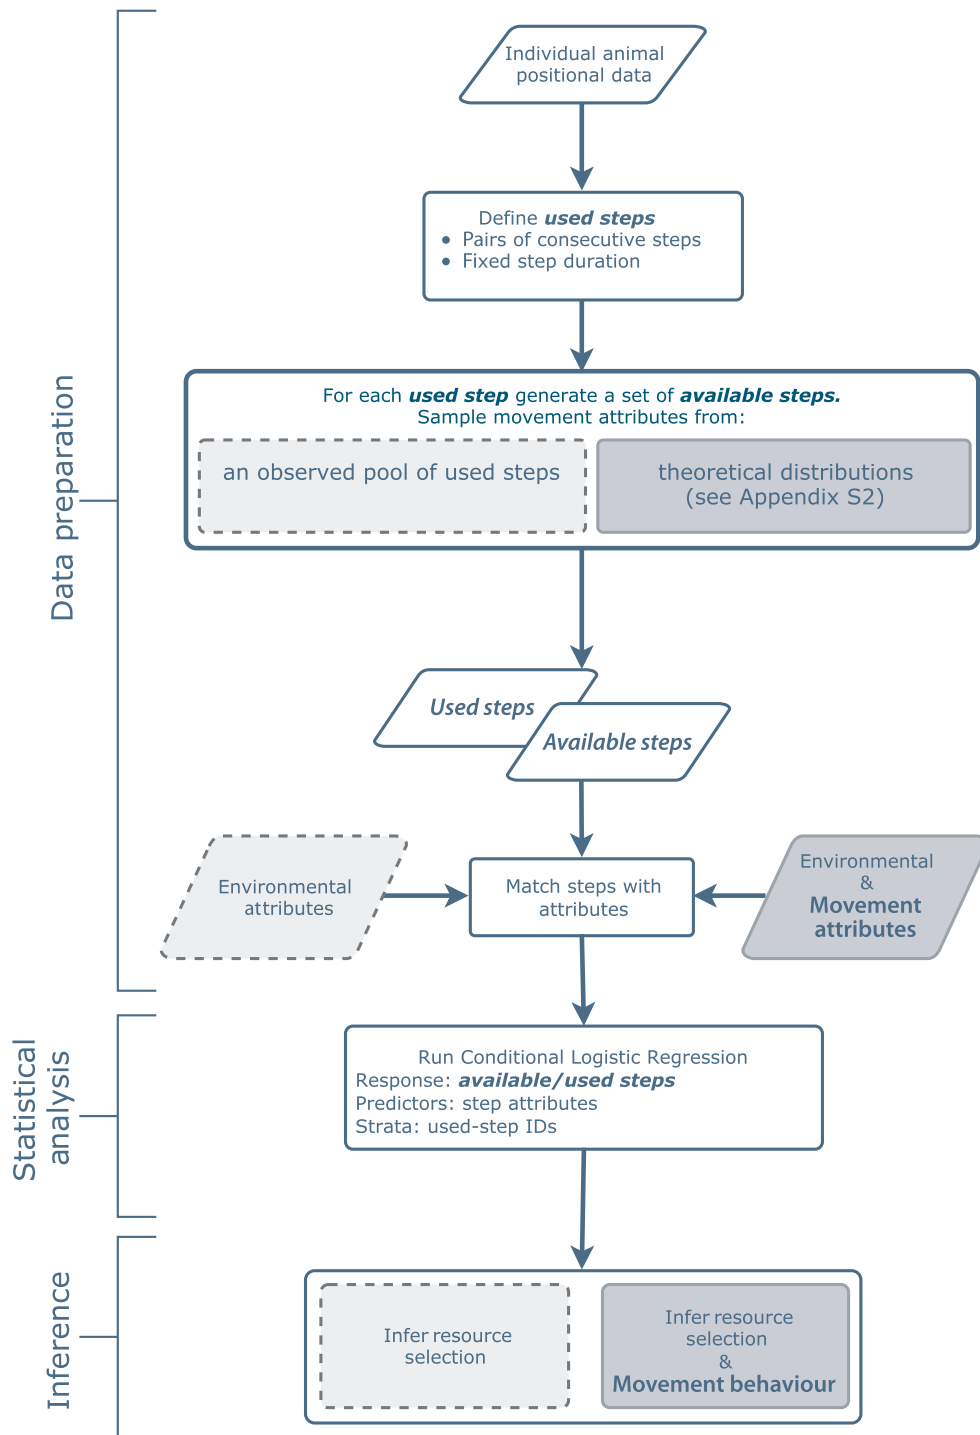 Individual animal
positional data
Define used steps
• Pairs of consecutive steps
• Fixed step duration
Data preparation
For each used step generate a set of available steps.
Sample movement attributes from:
an observed pool of used steps
theoretical distributions
(see Appendix S2)
Used steps
Available steps
Environmental
attributes
Match steps with
attributes
Environmental
&
Movement
attributes
Statistical
analysis
Run Conditional Logistic Regression
Response: available/used steps
Predictors: step attributes
Strata: used-step IDs
Inference
Infer resource
selection
Infer resource
selection
&
Movement behaviour